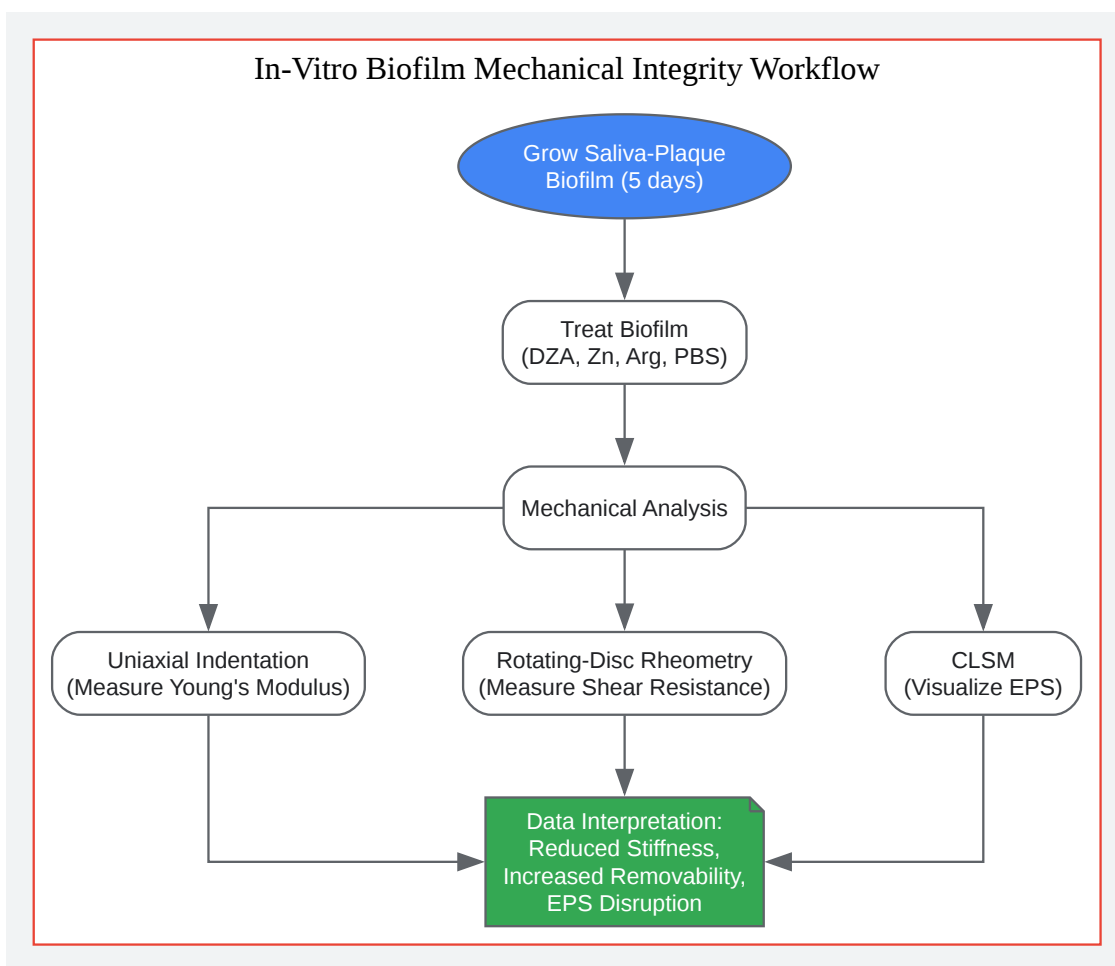 In-Vitro Biofilm Mechanical Integrity Workflow
Grow Saliva-Plaque
Biofilm (5 days)
Treat Biofilm
(DZA, Zn, Arg, PBS)
Mechanical Analysis
Uniaxial Indentation
(Measure Young's Modulus)
Rotating-Disc Rheometry
(Measure Shear Resistance)
CLSM
(Visualize EPS)
Data Interpretation:
Reduced Stiffness,
Increased Removability,
EPS Disruption